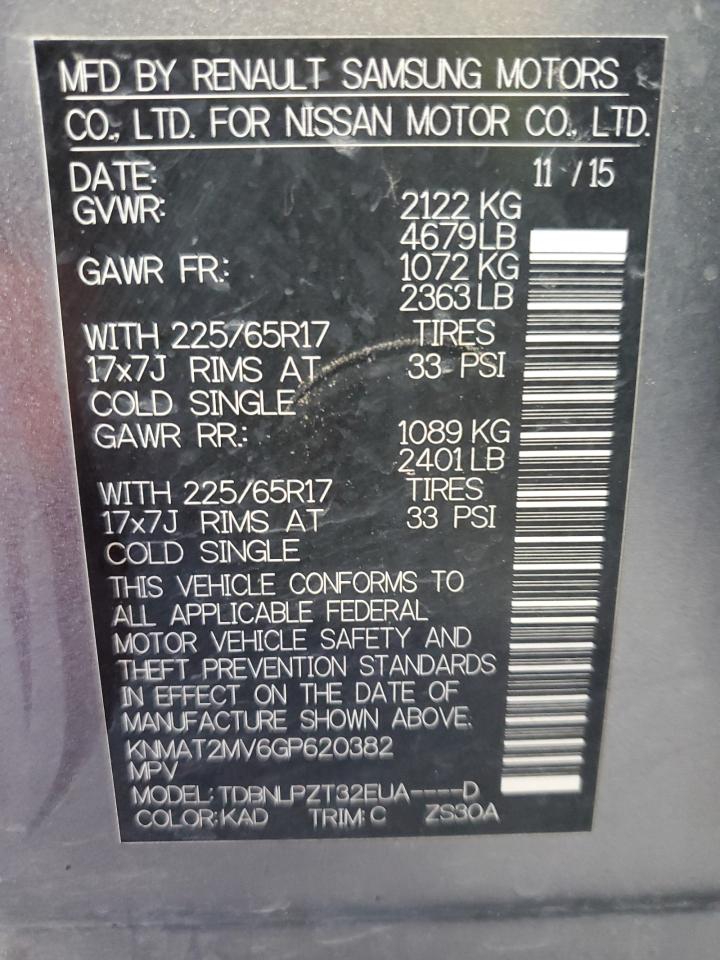 MFD BY RENAULT SAMSUNG MOTORS
CO., LTD. FOR NISSAN MOTOR CO., LTD.
DATE: 11 / 15
GVWR: 2122 KG
4679 LB
GAWR FR.: 1072 KG
2363 LB
WITH 225/65R17 TIRES
17x7J RIMS AT 33 PSI
COLD SINGLE
GAWR RR.: 1089 KG
2401 LB
WITH 225/65R17 TIRES
17x7J RIMS AT 33 PSI
COLD SINGLE
THIS VEHICLE CONFORMS TO
ALL APPLICABLE FEDERAL
MOTOR VEHICLE SAFETY AND
THEFT PREVENTION STANDARDS
IN EFFECT ON THE DATE OF
MANUFACTURE SHOWN ABOVE.
KNMAT2MV6GP620382
MPV
MODEL: TDBNLPZT32EUA----D
COLOR: KAD TRIM: C ZS30A